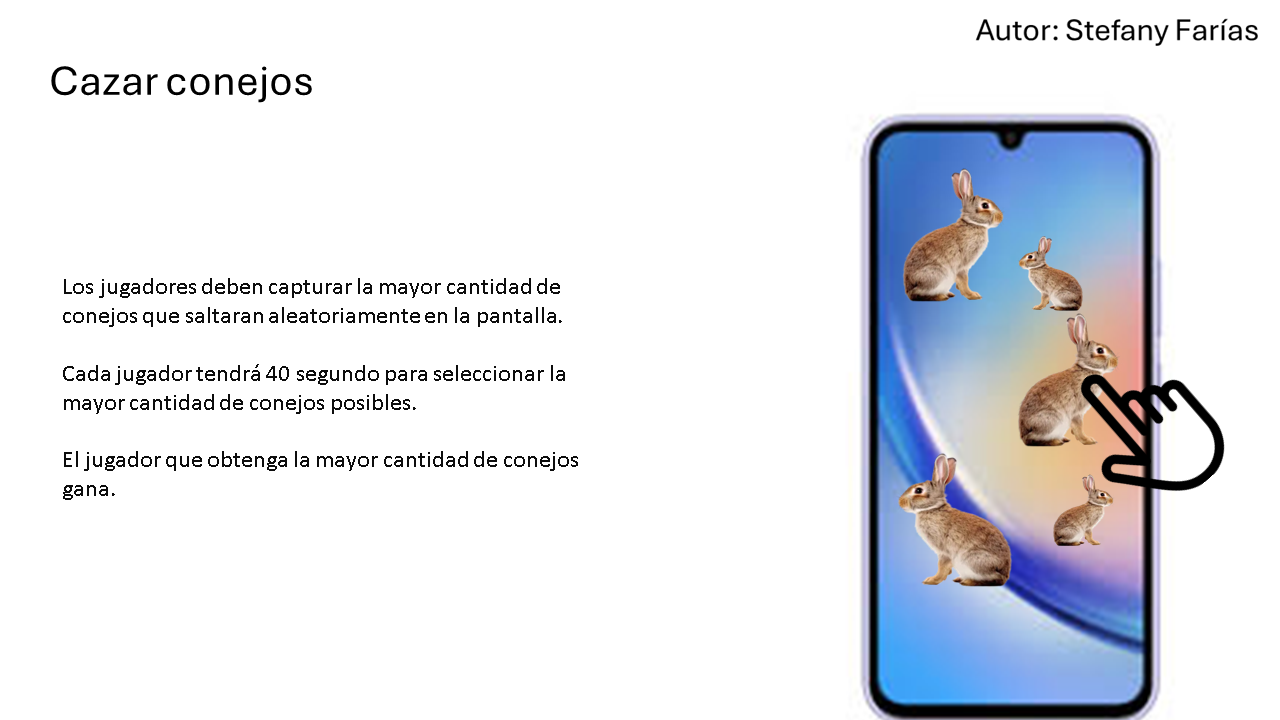 Autor: Stefany Farías
Cazar conejos
Los jugadores deben capturar la mayor cantidad de
conejos que saltaran aleatoriamente en la pantalla.
Cada jugador tendrá 40 segundo para seleccionar la
mayor cantidad de conejos posibles.
El jugador que obtenga la mayor cantidad de conejos
gana.